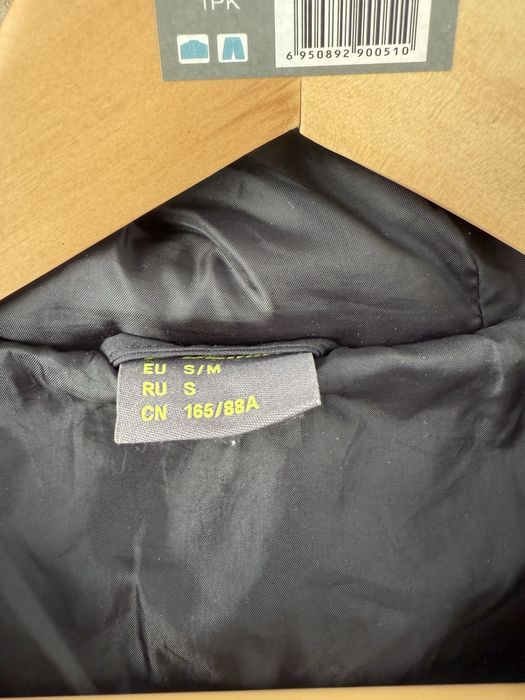 1PK
6 950892 900510
EU S/M
RU S
CN 165/88A